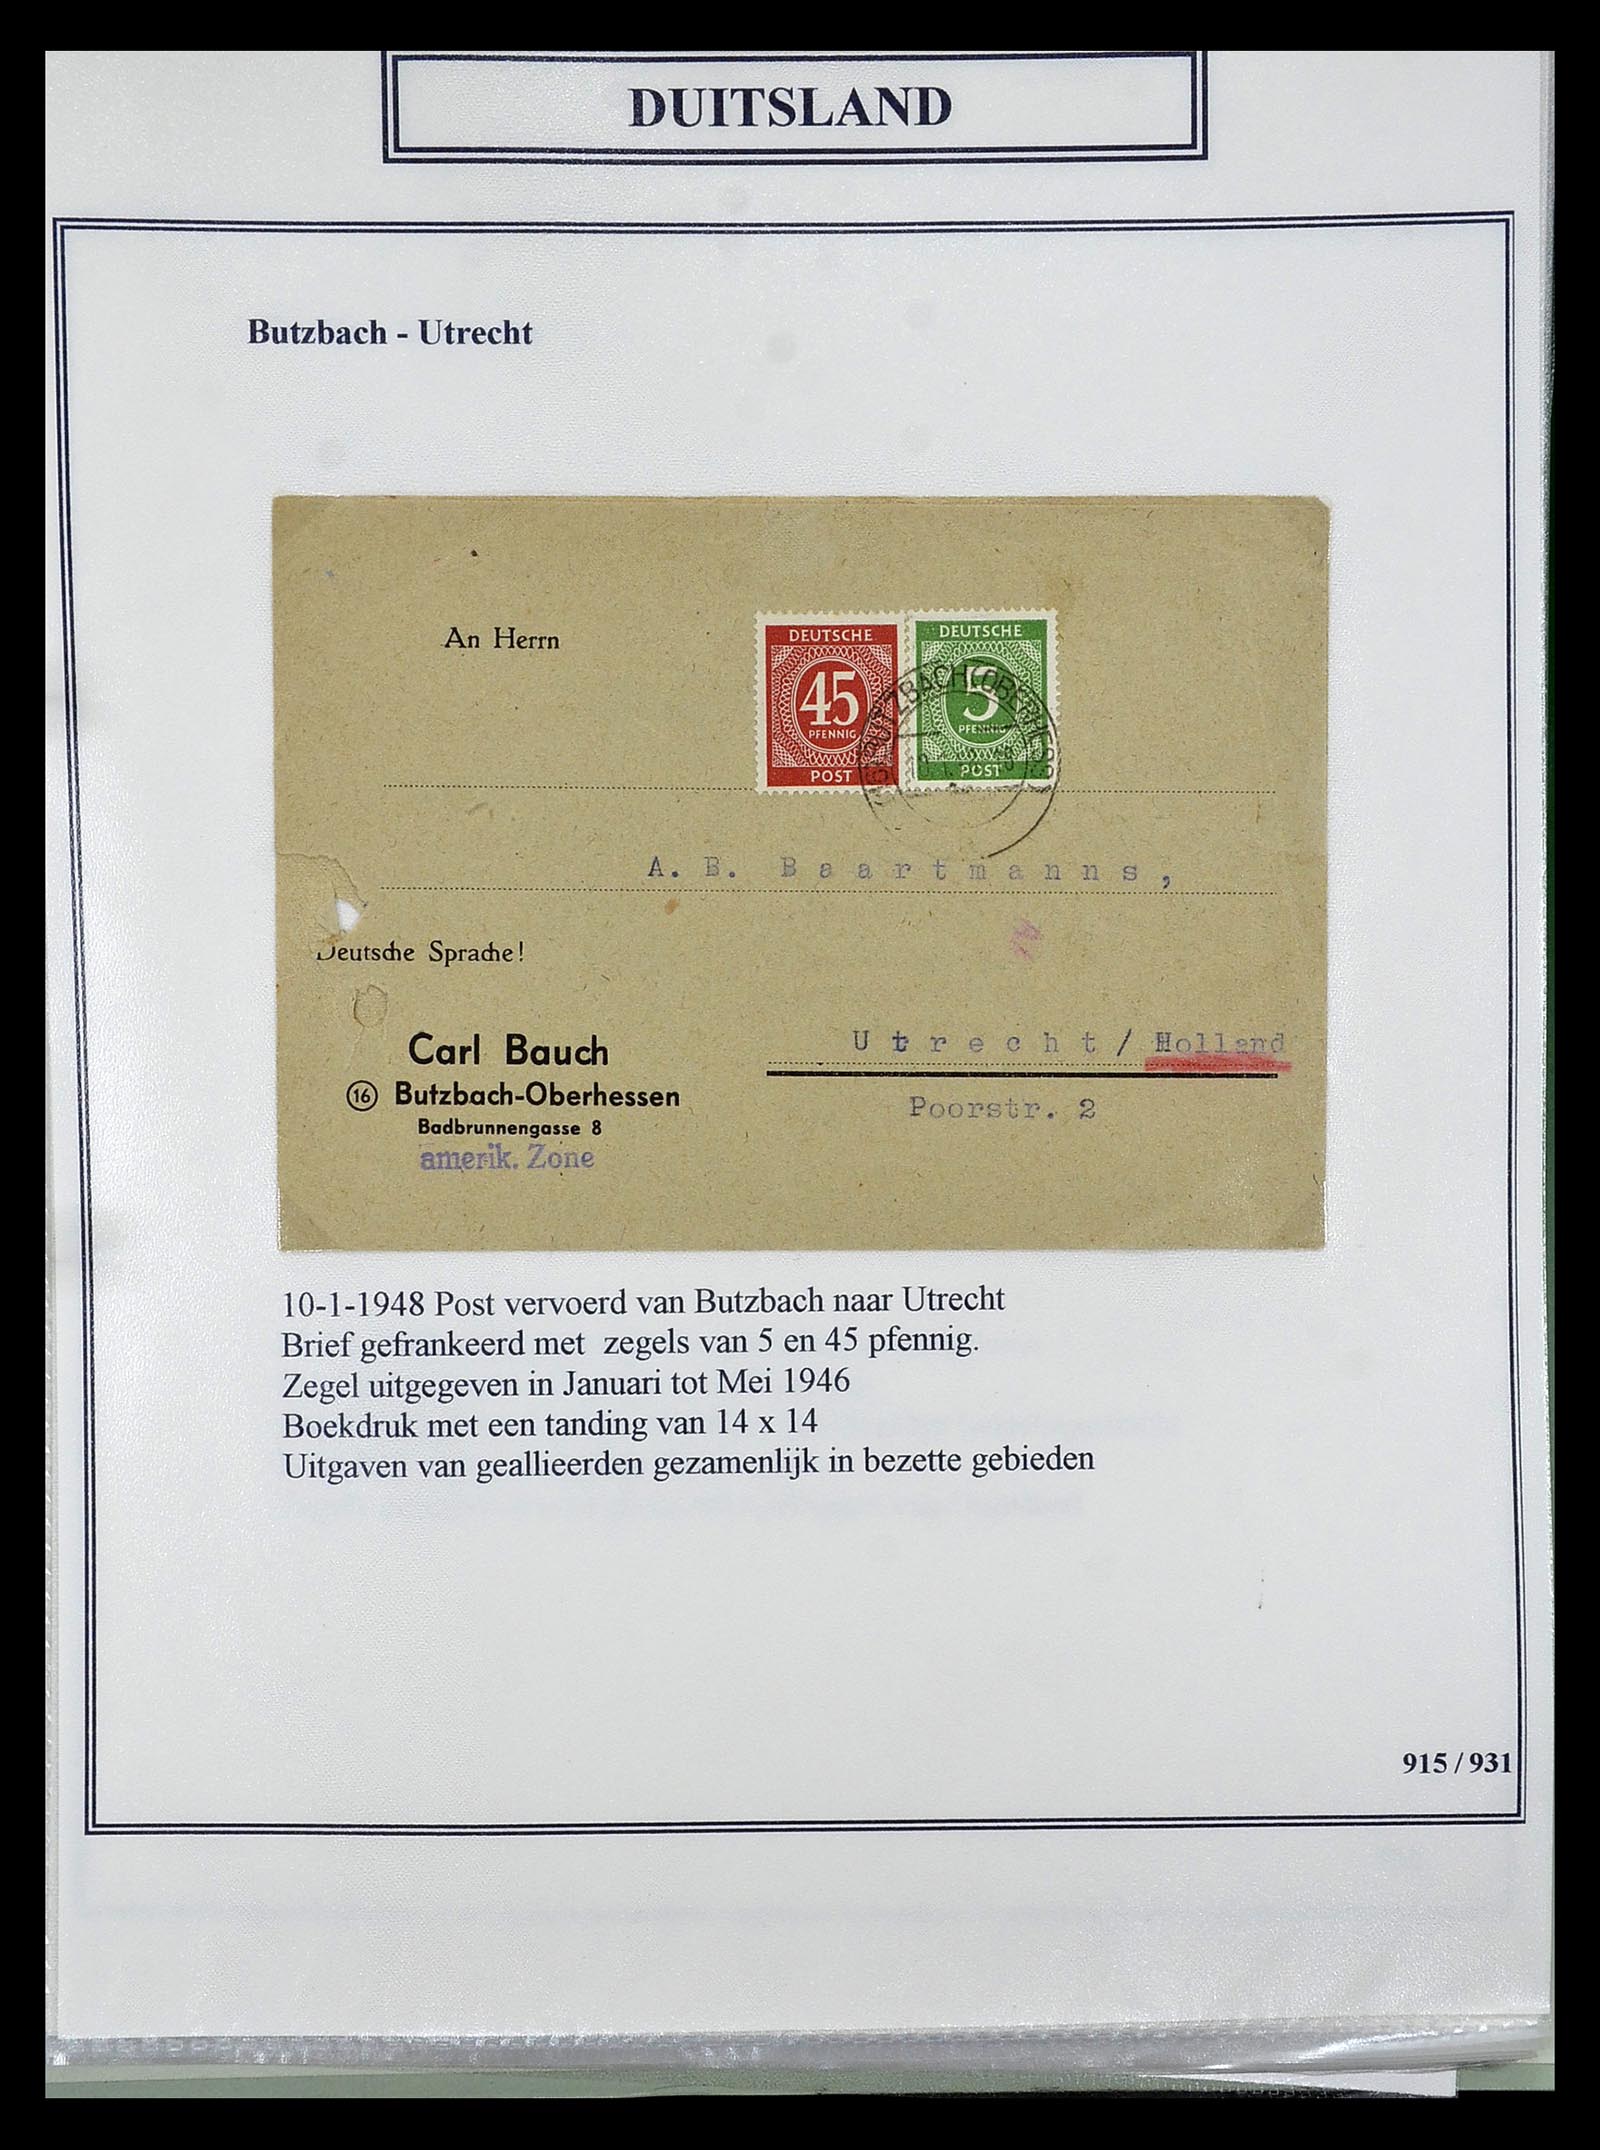 DUITSLAND
Butzbach - Utrecht
An Herrn
DEUTSCHE
45
PFENNIG
POST
DEUTSCHE
5
PFENNIG
POST
BUTZBACH (OBERHESS)
A. B. Baartmanns,
Deutsche Sprache!
Utrecht/ Holland
Poorstr. 2
Carl Bauch
16 Butzbach-Oberhessen
Badbrunnengasse 8
amerik. Zone
10-1-1948 Post vervoerd van Butzbach naar Utrecht
Brief gefrankeerd met zegels van 5 en 45 pfennig.
Zegel uitgegeven in Januari tot Mei 1946
Boekdruk met een tanding van 14 x 14
Uitgaven van geallieerden gezamenlijk in bezette gebieden
915 / 931